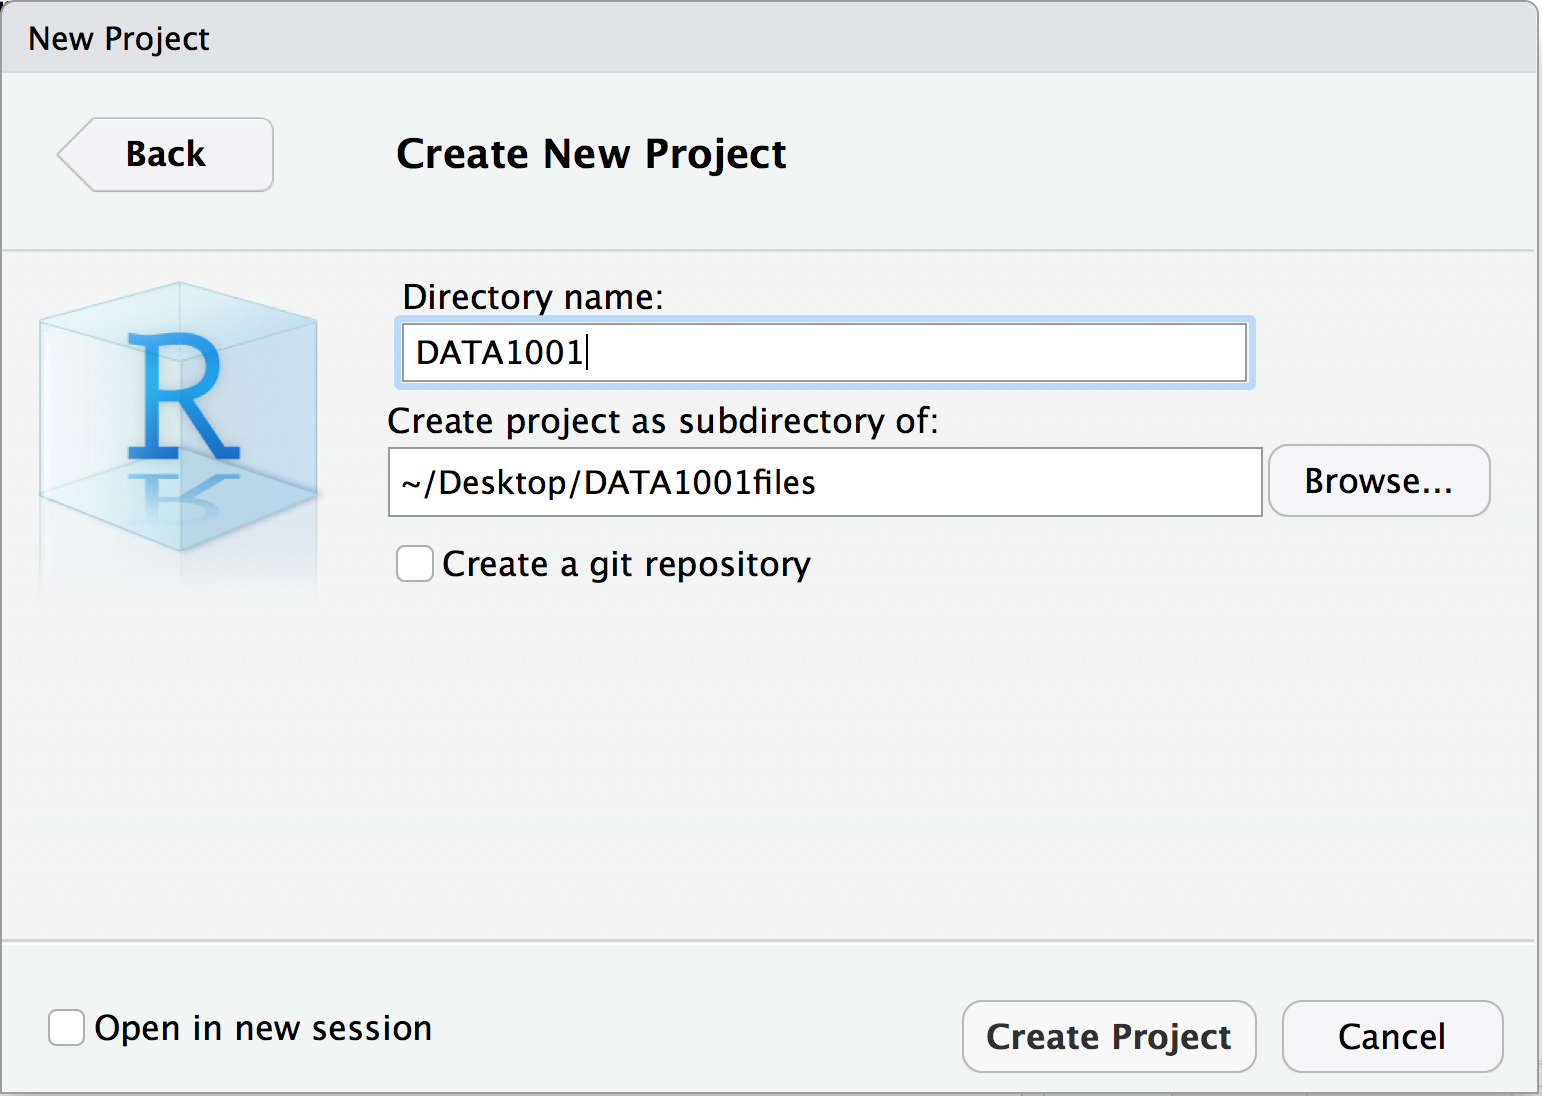 New Project
Back
Create New Project
Directory name:
DATA1001
Create project as subdirectory of:
~/Desktop/DATA1001files
Browse...
Create a git repository
R
Open in new session
Create Project
Cancel